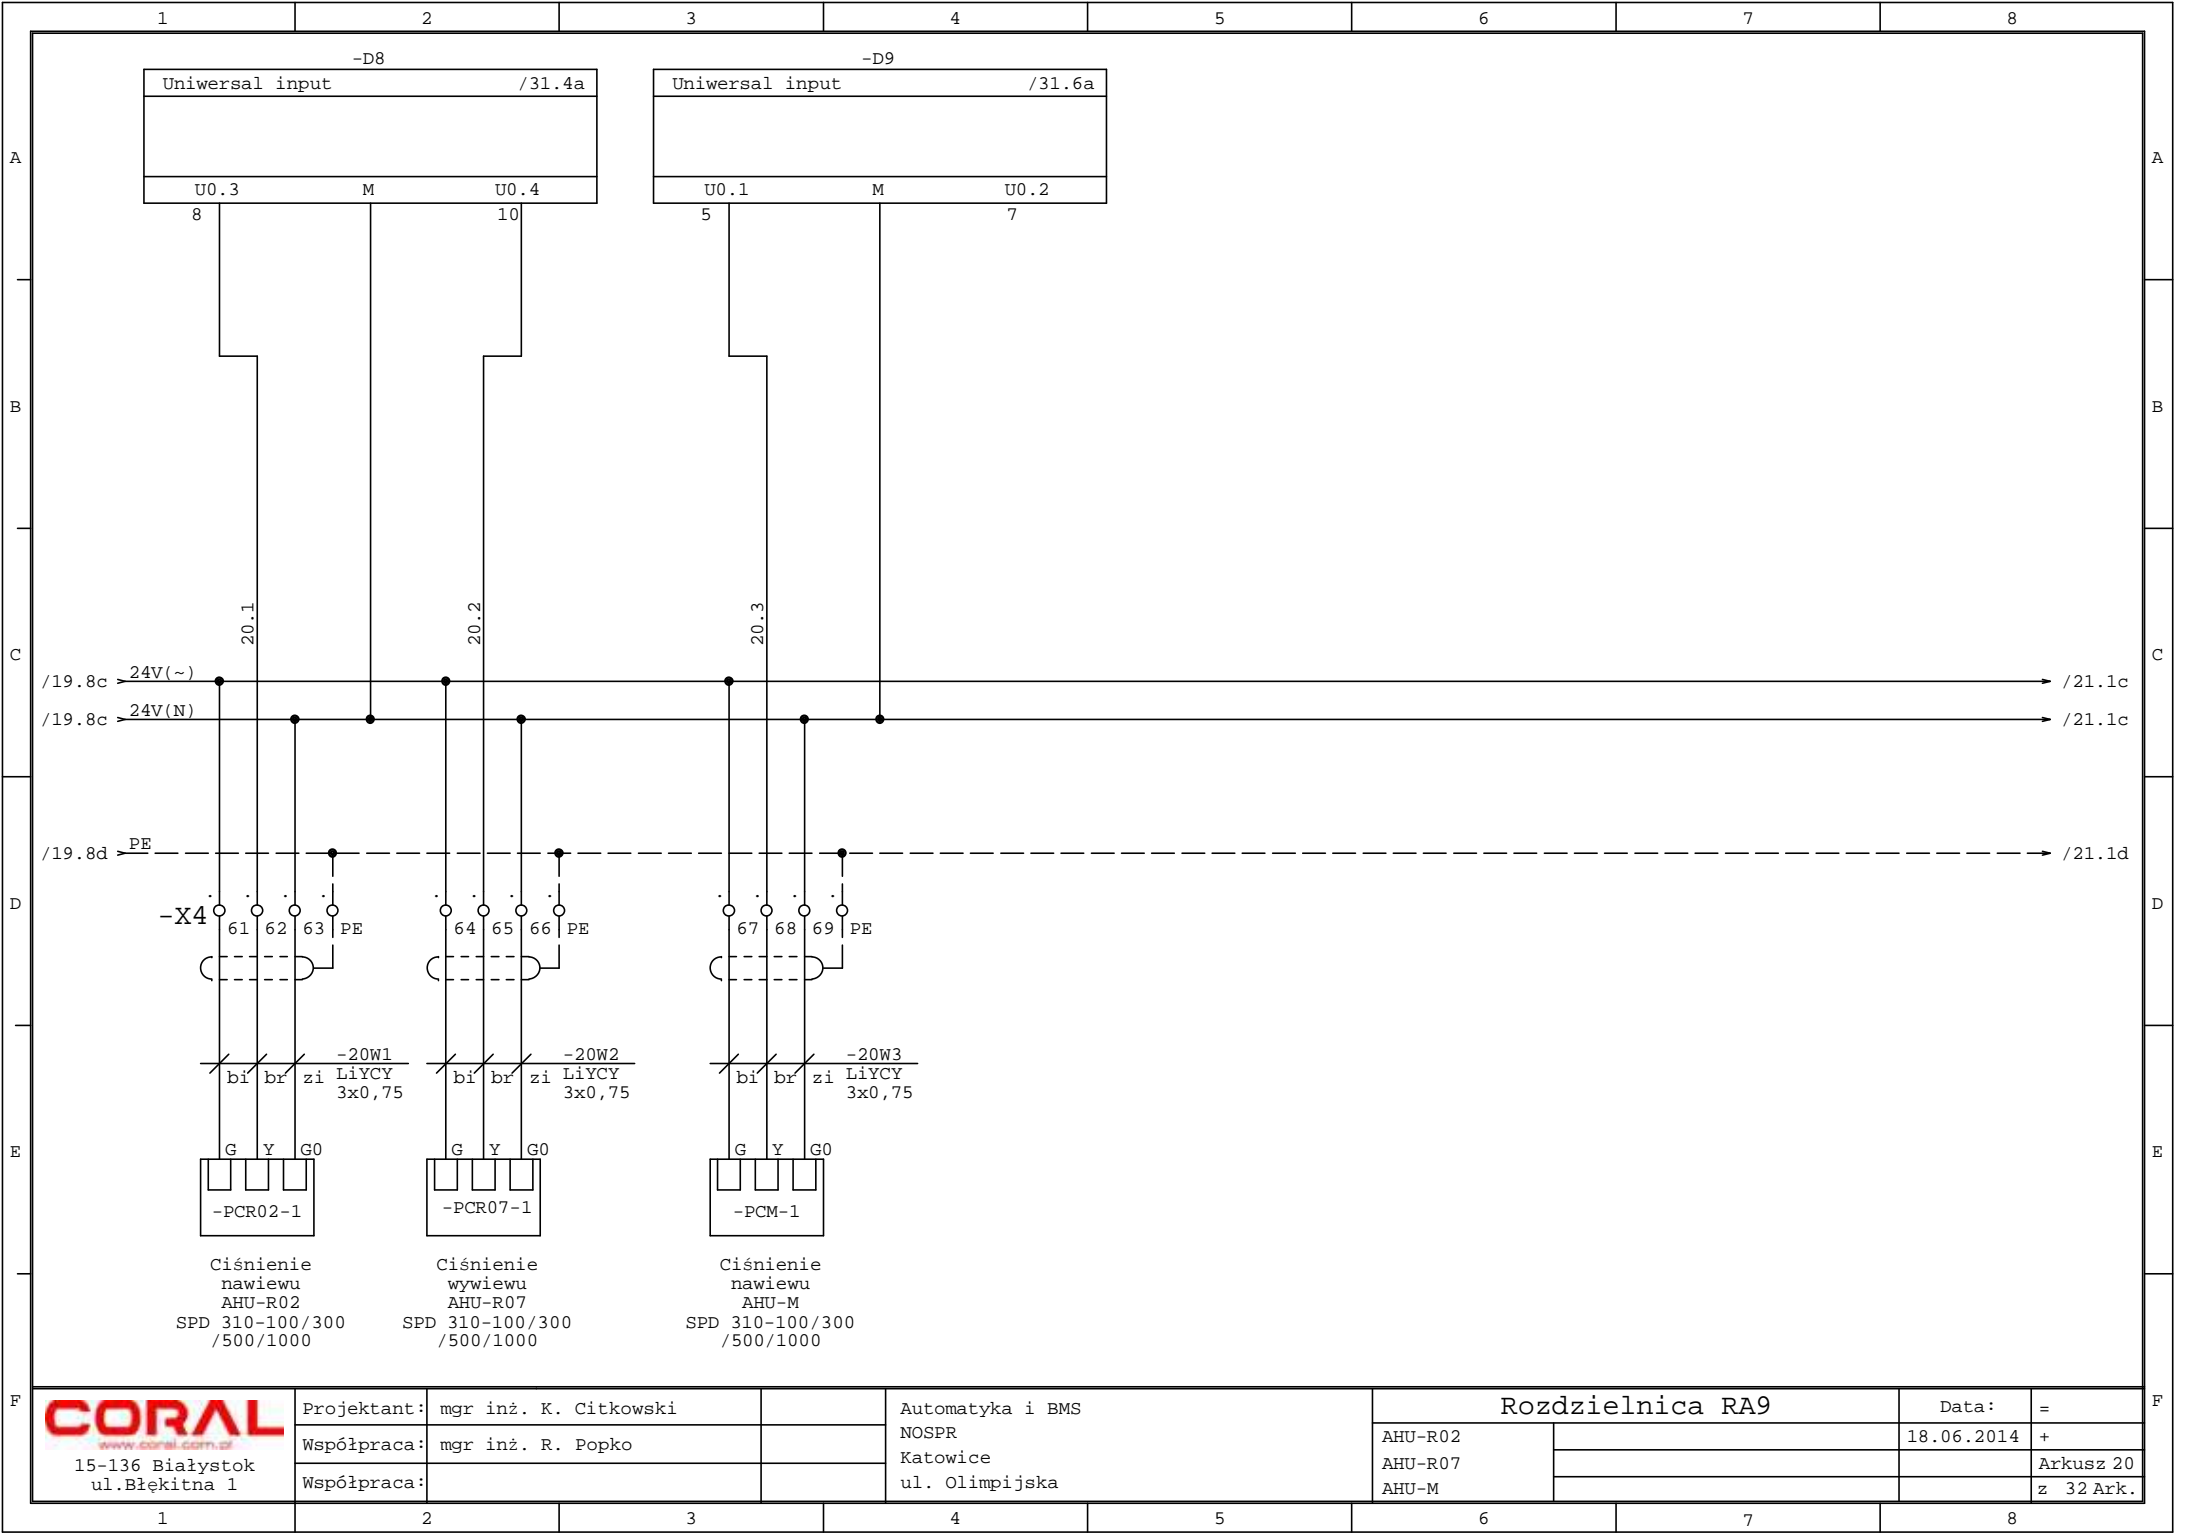 1 2 3 4 5 6 7 8
-D8
Uniwersal input /31.4a
U0.3 M U0.4
8 10
-D9
Uniwersal input /31.6a
U0.1 M U0.2
5 7
A A
B B
20.1 20.2 20.3
C C
/19.8c 24V(~) /21.1c
/19.8c 24V(N) /21.1c
/19.8d PE /21.1d
D D
-X4 61 62 63 PE 64 65 66 PE 67 68 69 PE
-20W1
bi br zi LiYCY
3x0,75
-20W2
bi br zi LiYCY
3x0,75
-20W3
bi br zi LiYCY
3x0,75
E E
G Y G0
-PCR02-1
G Y G0
-PCR07-1
G Y G0
-PCM-1
Ciśnienie
nawiewu
AHU-R02
SPD 310-100/300
/500/1000
Ciśnienie
wywiewu
AHU-R07
SPD 310-100/300
/500/1000
Ciśnienie
nawiewu
AHU-M
SPD 310-100/300
/500/1000
F F
CORAL
www.coral.com.pl
15-136 Białystok
ul.Błękitna 1
Projektant: mgr inż. K. Citkowski
Współpraca: mgr inż. R. Popko
Współpraca:
Automatyka i BMS
NOSPR
Katowice
ul. Olimpijska
Rozdzielnica RA9
AHU-R02
AHU-R07
AHU-M
Data:
18.06.2014
=
+
Arkusz 20
z 32 Ark.
1 2 3 4 5 6 7 8